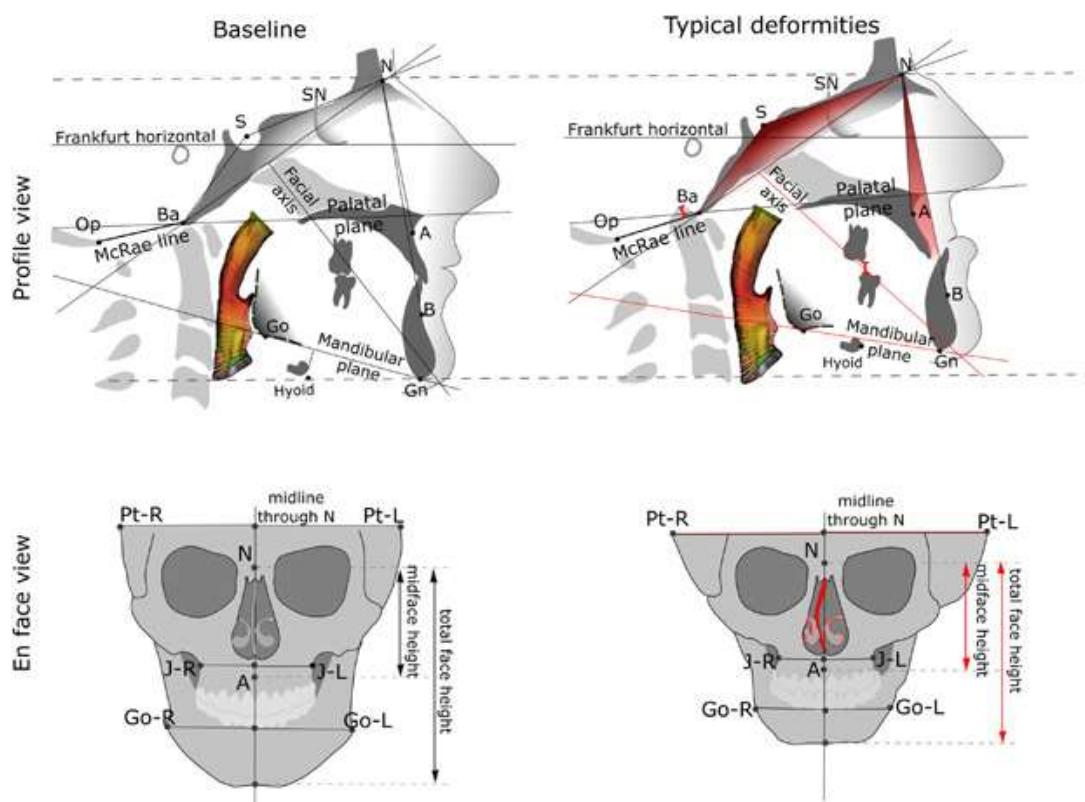 Baseline
Typical deformities
Profile view
N
SN
S
Frankfurt horizontal
Facial
axis
Ba
Op
McRae line
Palatal
plane
A
B
Go
Mandibular
plane
Hyoid
Gn
N
SN
S
Frankfurt horizontal
Facial
axis
Ba
Op
McRae line
Palatal
plane
A
B
Go
Mandibular
plane
Hyoid
Gn
En face view
midline
through N
Pt-R
Pt-L
N
midface height
total face height
J-R
J-L
A
Go-R
Go-L
midline
through N
Pt-R
Pt-L
N
midface height
total face height
J-R
J-L
A
Go-R
Go-L